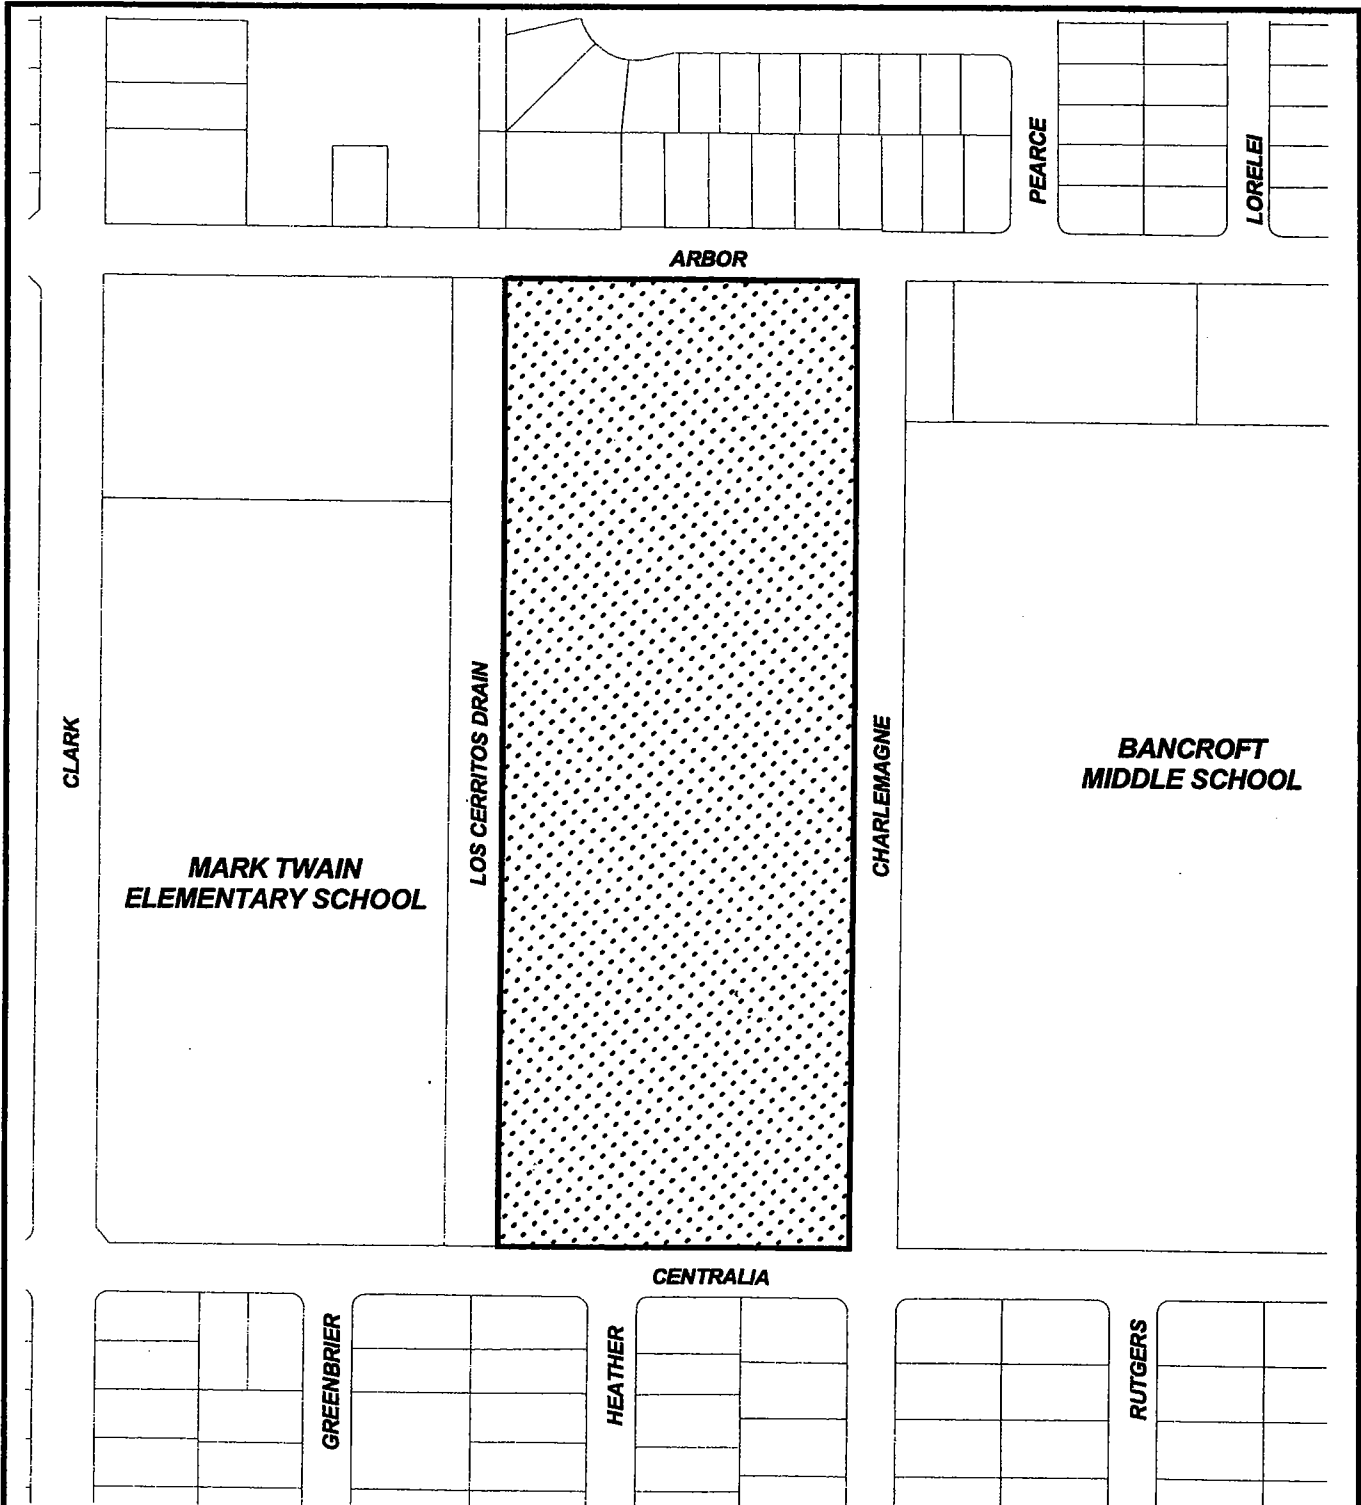 PEARCE
LORELEI
ARBOR
CLARK
LOS CERRITOS DRAIN
CHARLEMAGNE
BANCROFT
MIDDLE SCHOOL
MARK TWAIN
ELEMENTARY SCHOOL
CENTRALIA
GREENBRIER
HEATHER
RUTGERS